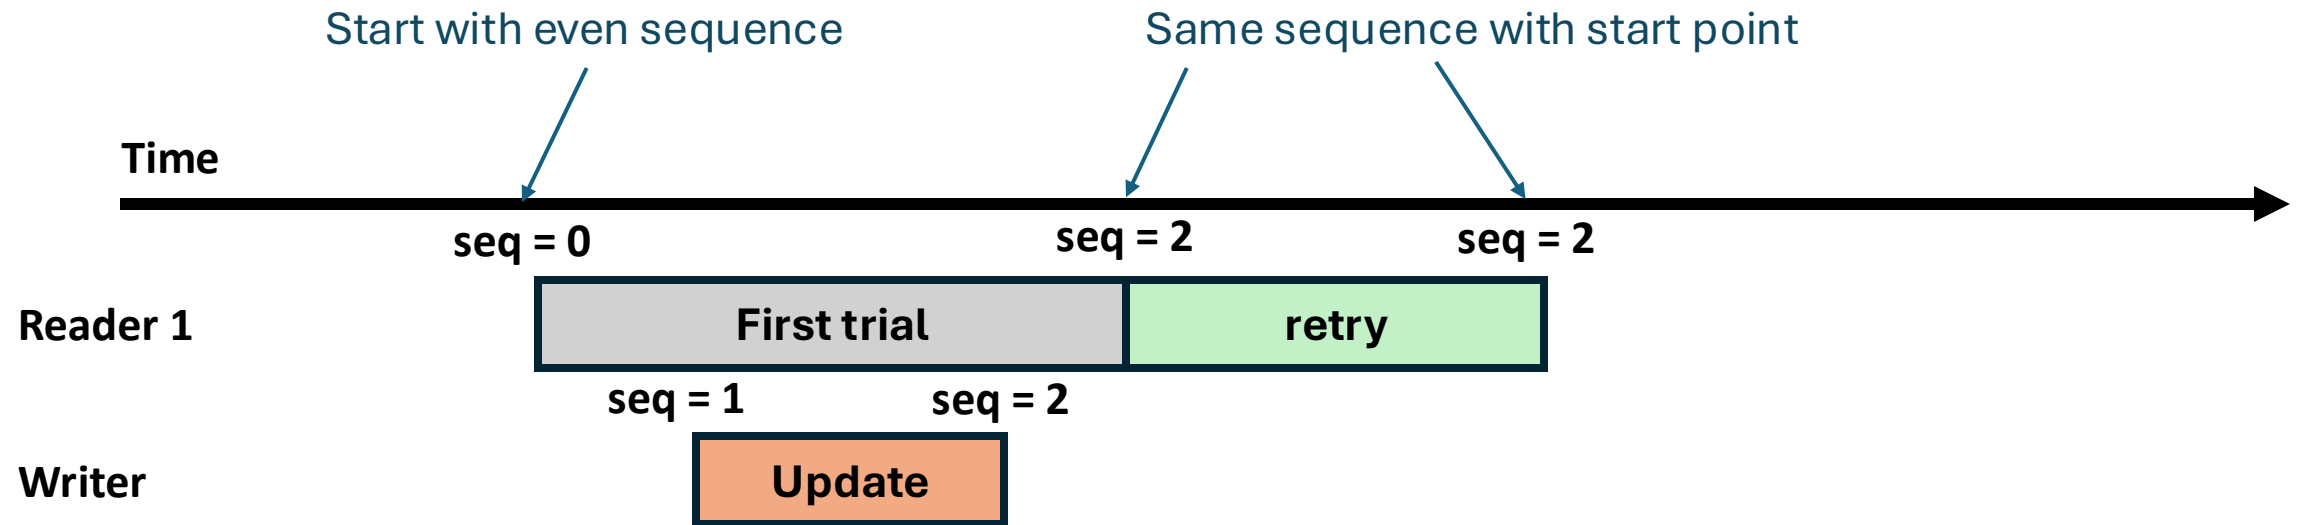 Start with even sequence
Same sequence with start point
Time
seq = 0
seq = 2
seq = 2
Reader 1
First trial
retry
seq = 1
seq = 2
Writer
Update